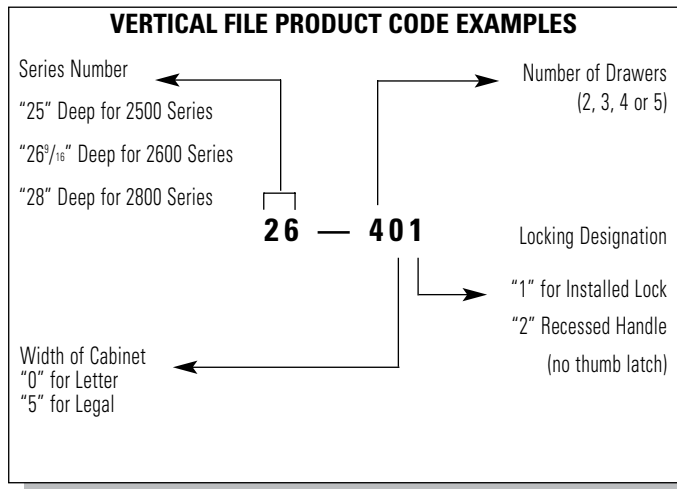 VERTICAL FILE PRODUCT CODE EXAMPLES
Series Number
“25” Deep for 2500 Series
“26⁹/₁₆” Deep for 2600 Series
“28” Deep for 2800 Series
Number of Drawers
(2, 3, 4 or 5)
26 — 401
Locking Designation
“1” for Installed Lock
“2” Recessed Handle
(no thumb latch)
Width of Cabinet
“0” for Letter
“5” for Legal